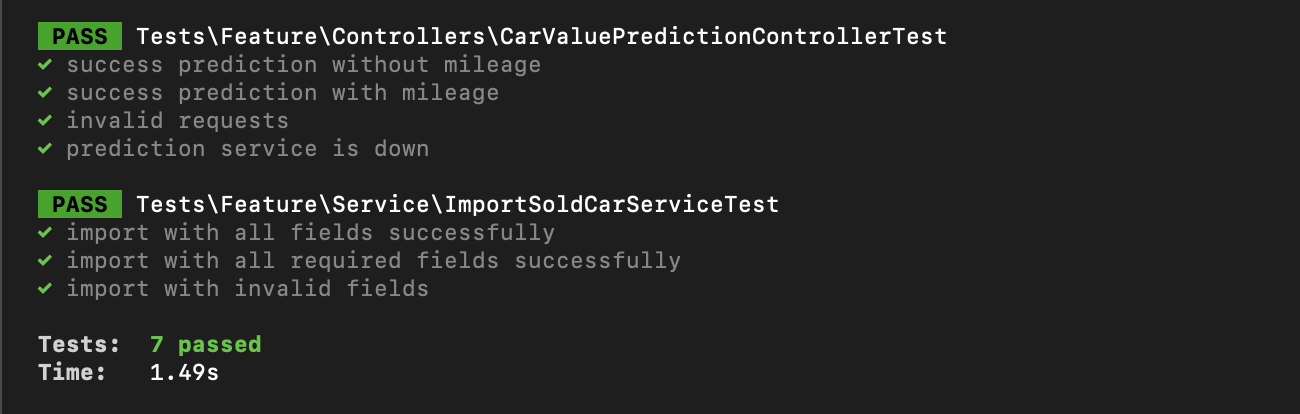 PASS Tests\Feature\Controllers\CarValuePredictionControllerTest
✓ success prediction without mileage
✓ success prediction with mileage
✓ invalid requests
✓ prediction service is down
PASS Tests\Feature\Service\ImportSoldCarServiceTest
✓ import with all fields successfully
✓ import with all required fields successfully
✓ import with invalid fields
Tests: 7 passed
Time: 1.49s